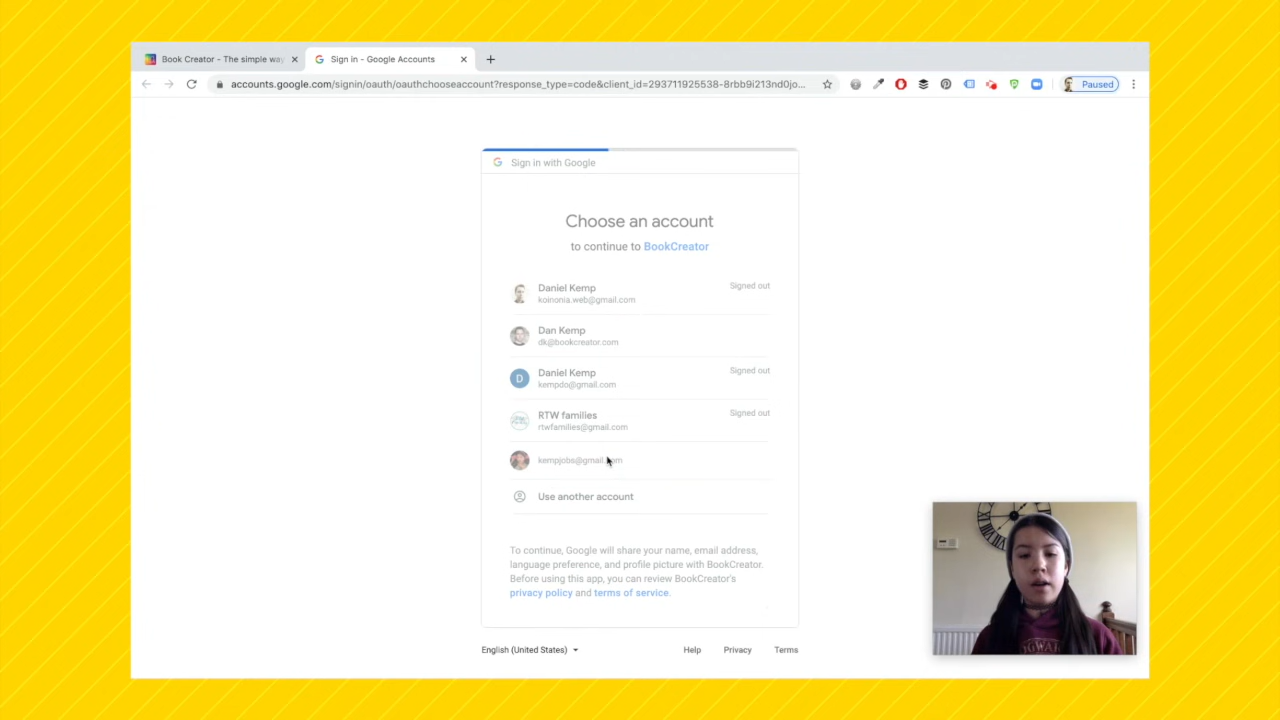 Book Creator - The simple way
Sign in - Google Accounts
accounts.google.com/signin/oauth/oauthchooseaccount?response_type=code&client_id=293711925538-8rbb9i213nd0jo...
Paused
Sign in with Google
Choose an account
to continue to BookCreator
Daniel Kemp
Signed out
koinonia.web@gmail.com
Dan Kemp
dk@bookcreator.com
D
Daniel Kemp
Signed out
kempdo@gmail.com
RTW families
Signed out
rtwfamilies@gmail.com
kempjobs@gmail.com
Use another account
To continue, Google will share your name, email address,
language preference, and profile picture with BookCreator.
Before using this app, you can review BookCreator's
privacy policy and terms of service.
English (United States)
Help
Privacy
Terms